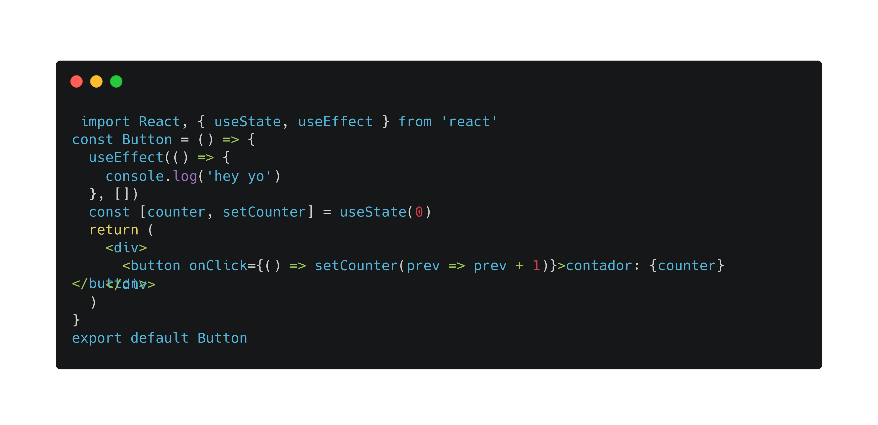 import React, { useState, useEffect } from 'react'
const Button = () => {
useEffect(() => {
console.log('hey yo')
}, [])
const [counter, setCounter] = useState(0)
return (
<div>
<button onClick={() => setCounter(prev => prev + 1)}>contador: {counter}
</button>
</div>
)
}
export default Button